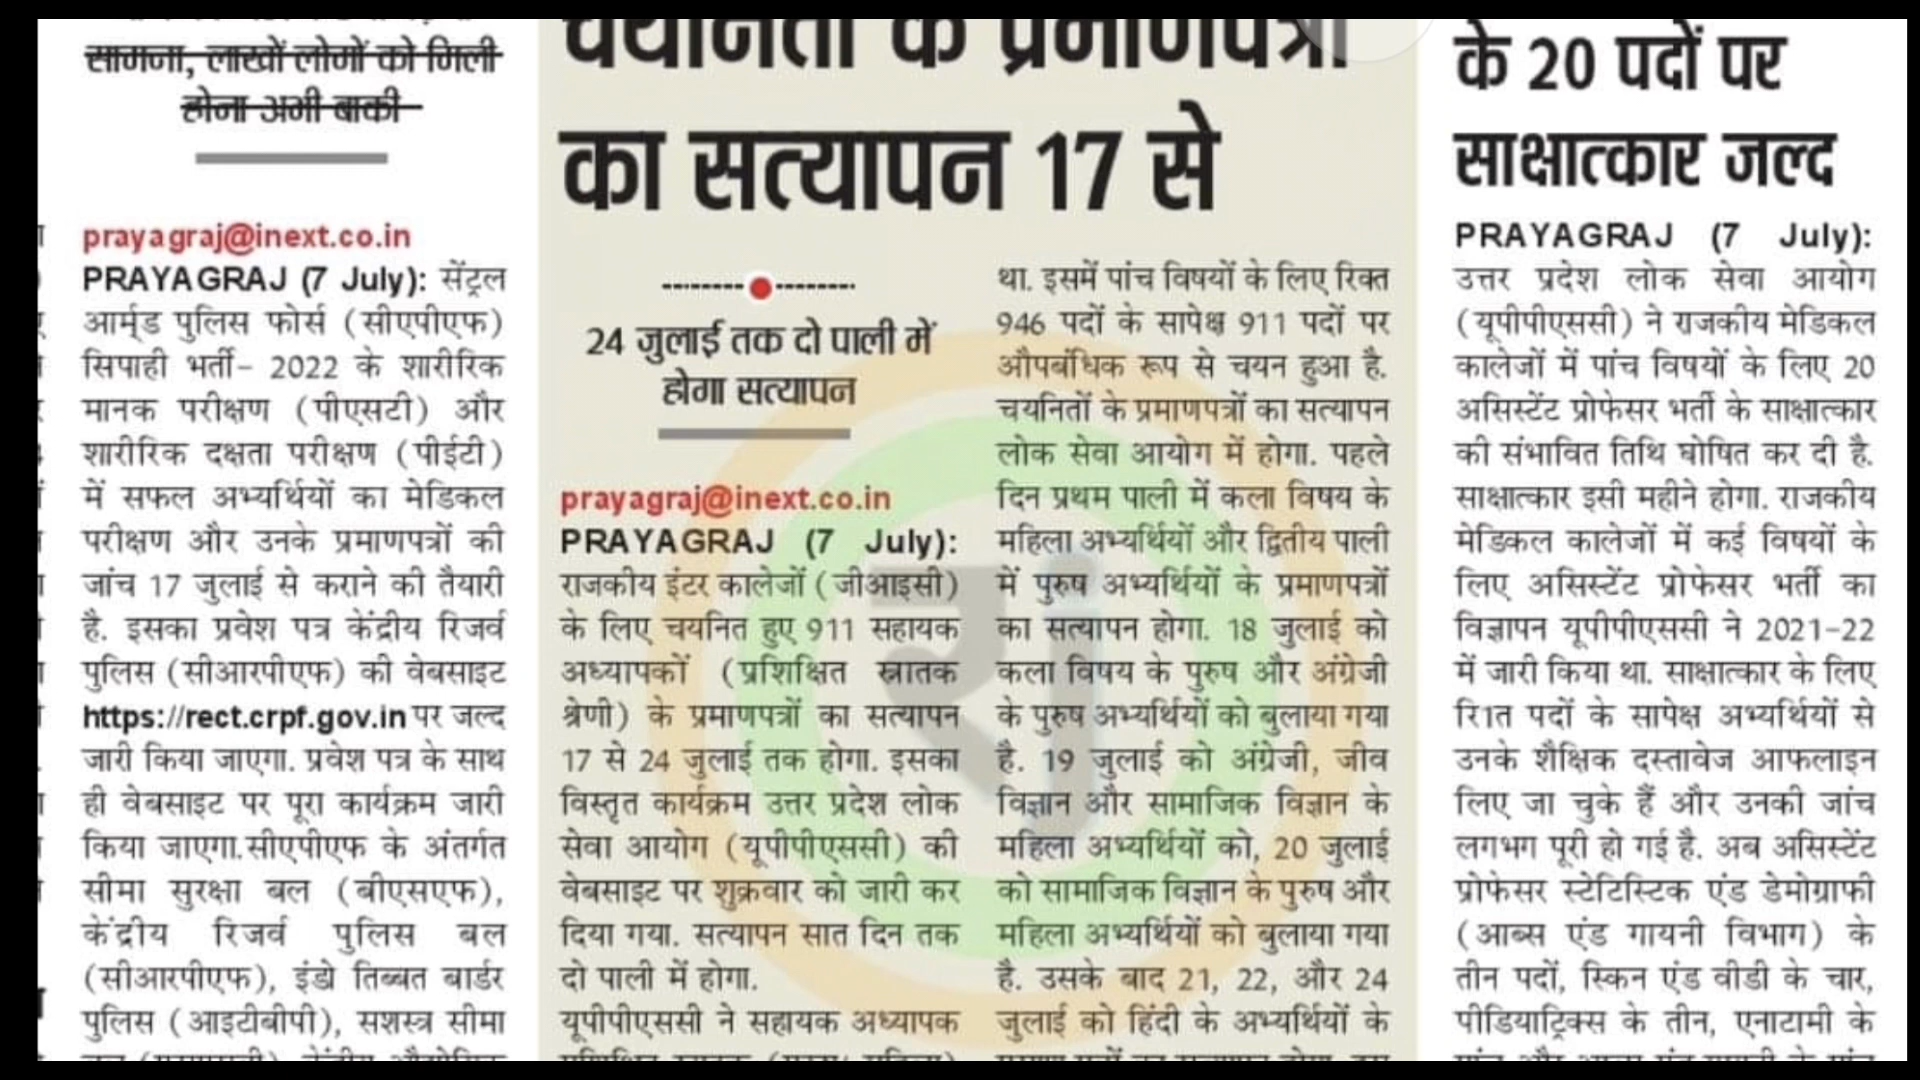 सामना, लाखों लोगों को मिली
होना अभी बाकी
prayagraj@inext.co.in
PRAYAGRAJ (7 July): सेंट्रल
आर्म्ड पुलिस फोर्स (सीएपीएफ)
सिपाही भर्ती- 2022 के शारीरिक
मानक परीक्षण (पीएसटी) और
शारीरिक दक्षता परीक्षण (पीईटी)
में सफल अभ्यर्थियों का मेडिकल
परीक्षण और उनके प्रमाणपत्रों की
जांच 17 जुलाई से कराने की तैयारी
है. इसका प्रवेश पत्र केंद्रीय रिजर्व
पुलिस (सीआरपीएफ) की वेबसाइट
https://rect.crpf.gov.in पर जल्द
जारी किया जाएगा. प्रवेश पत्र के साथ
ही वेबसाइट पर पूरा कार्यक्रम जारी
किया जाएगा.सीएपीएफ के अंतर्गत
सीमा सुरक्षा बल (बीएसएफ),
केंद्रीय रिजर्व पुलिस बल
(सीआरपीएफ), इंडो तिब्बत बार्डर
पुलिस (आइटीबीपी), सशस्त्र सीमा
चयनितों के प्रमाणपत्रों
का सत्यापन 17 से
24 जुलाई तक दो पाली में
होगा सत्यापन
prayagraj@inext.co.in
PRAYAGRAJ (7 July):
राजकीय इंटर कालेजों (जीआइसी)
के लिए चयनित हुए 911 सहायक
अध्यापकों (प्रशिक्षित स्नातक
श्रेणी) के प्रमाणपत्रों का सत्यापन
17 से 24 जुलाई तक होगा. इसका
विस्तृत कार्यक्रम उत्तर प्रदेश लोक
सेवा आयोग (यूपीपीएससी) की
वेबसाइट पर शुक्रवार को जारी कर
दिया गया. सत्यापन सात दिन तक
दो पाली में होगा.
यूपीपीएससी ने सहायक अध्यापक
था. इसमें पांच विषयों के लिए रिक्त
946 पदों के सापेक्ष 911 पदों पर
औपबंधिक रूप से चयन हुआ है.
चयनितों के प्रमाणपत्रों का सत्यापन
लोक सेवा आयोग में होगा. पहले
दिन प्रथम पाली में कला विषय के
महिला अभ्यर्थियों और द्वितीय पाली
में पुरुष अभ्यर्थियों के प्रमाणपत्रों
का सत्यापन होगा. 18 जुलाई को
कला विषय के पुरुष और अंग्रेजी
के पुरुष अभ्यर्थियों को बुलाया गया
है. 19 जुलाई को अंग्रेजी, जीव
विज्ञान और सामाजिक विज्ञान के
महिला अभ्यर्थियों को, 20 जुलाई
को सामाजिक विज्ञान के पुरुष और
महिला अभ्यर्थियों को बुलाया गया
है. उसके बाद 21, 22, और 24
जुलाई को हिंदी के अभ्यर्थियों के
के 20 पदों पर
साक्षात्कार जल्द
PRAYAGRAJ (7 July):
उत्तर प्रदेश लोक सेवा आयोग
(यूपीपीएससी) ने राजकीय मेडिकल
कालेजों में पांच विषयों के लिए 20
असिस्टेंट प्रोफेसर भर्ती के साक्षात्कार
की संभावित तिथि घोषित कर दी है.
साक्षात्कार इसी महीने होगा. राजकीय
मेडिकल कालेजों में कई विषयों के
लिए असिस्टेंट प्रोफेसर भर्ती का
विज्ञापन यूपीपीएससी ने 2021-22
में जारी किया था. साक्षात्कार के लिए
रि1त पदों के सापेक्ष अभ्यर्थियों से
उनके शैक्षिक दस्तावेज आफलाइन
लिए जा चुके हैं और उनकी जांच
लगभग पूरी हो गई है. अब असिस्टेंट
प्रोफेसर स्टेटिस्टिक एंड डेमोग्राफी
(आब्स एंड गायनी विभाग) के
तीन पदों, स्किन एंड वीडी के चार,
पीडियाट्रिक्स के तीन, एनाटामी के